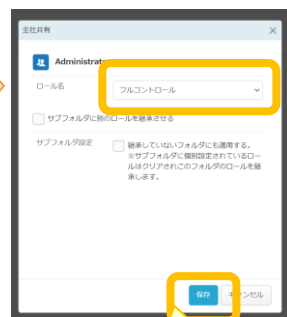 全社共有
Administrat
ロール名
フルコントロール
サブフォルダに別のロールを継承させる
サブフォルダ設定
継承していないフォルダにも適用する。
※サブフォルダに個別設定されているロー
ルはクリアされこのフォルダのロールを継
承します。
保存
キャンセル